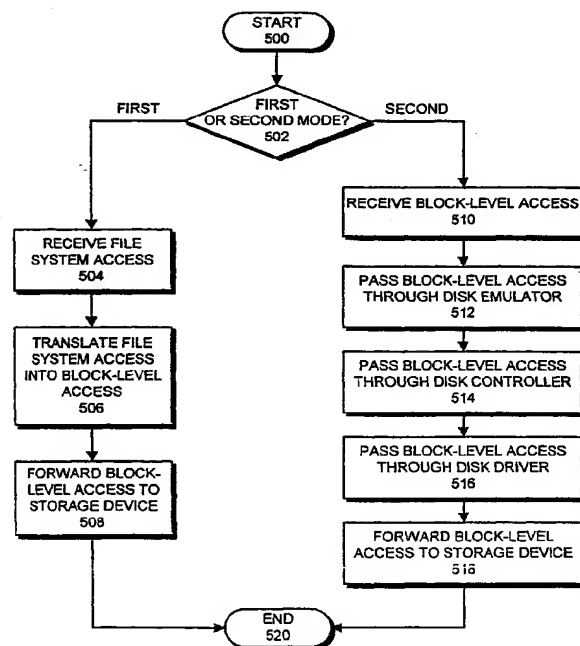 START
500
FIRST
OR SECOND MODE?
502
FIRST
SECOND
RECEIVE FILE
SYSTEM ACCESS
504
TRANSLATE FILE
SYSTEM ACCESS
INTO BLOCK-LEVEL
ACCESS
506
FORWARD BLOCK-
LEVEL ACCESS TO
STORAGE DEVICE
508
RECEIVE BLOCK-LEVEL ACCESS
510
PASS BLOCK-LEVEL ACCESS
THROUGH DISK EMULATOR
512
PASS BLOCK-LEVEL ACCESS
THROUGH DISK CONTROLLER
514
PASS BLOCK-LEVEL ACCESS
THROUGH DISK DRIVER
516
FORWARD BLOCK-LEVEL
ACCESS TO STORAGE DEVICE
518
END
520